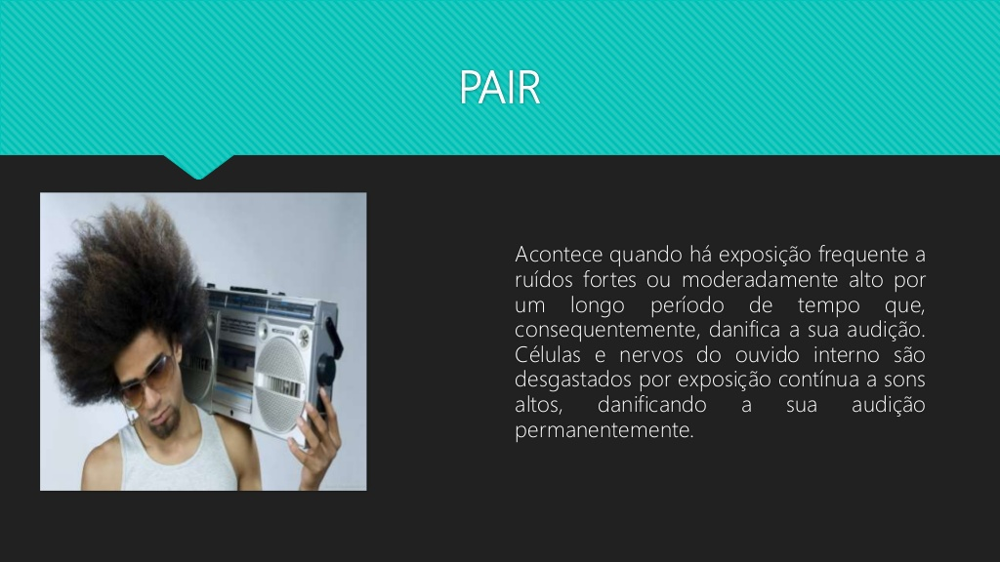 PAIR
Acontece quando há exposição frequente a
ruídos fortes ou moderadamente alto por
um longo período de tempo que,
consequentemente, danifica a sua audição.
Células e nervos do ouvido interno são
desgastados por exposição contínua a sons
altos, danificando a sua audição
permanentemente.